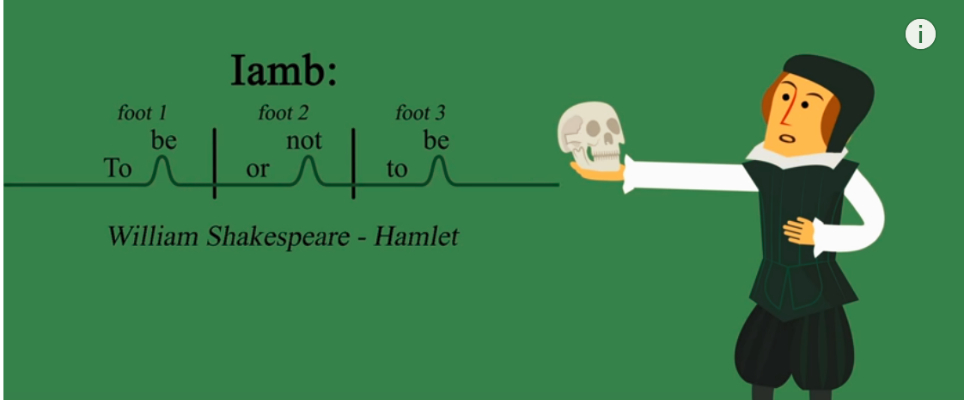 Iamb:
foot 1 foot 2 foot 3
be not be
To or to
William Shakespeare - Hamlet
i